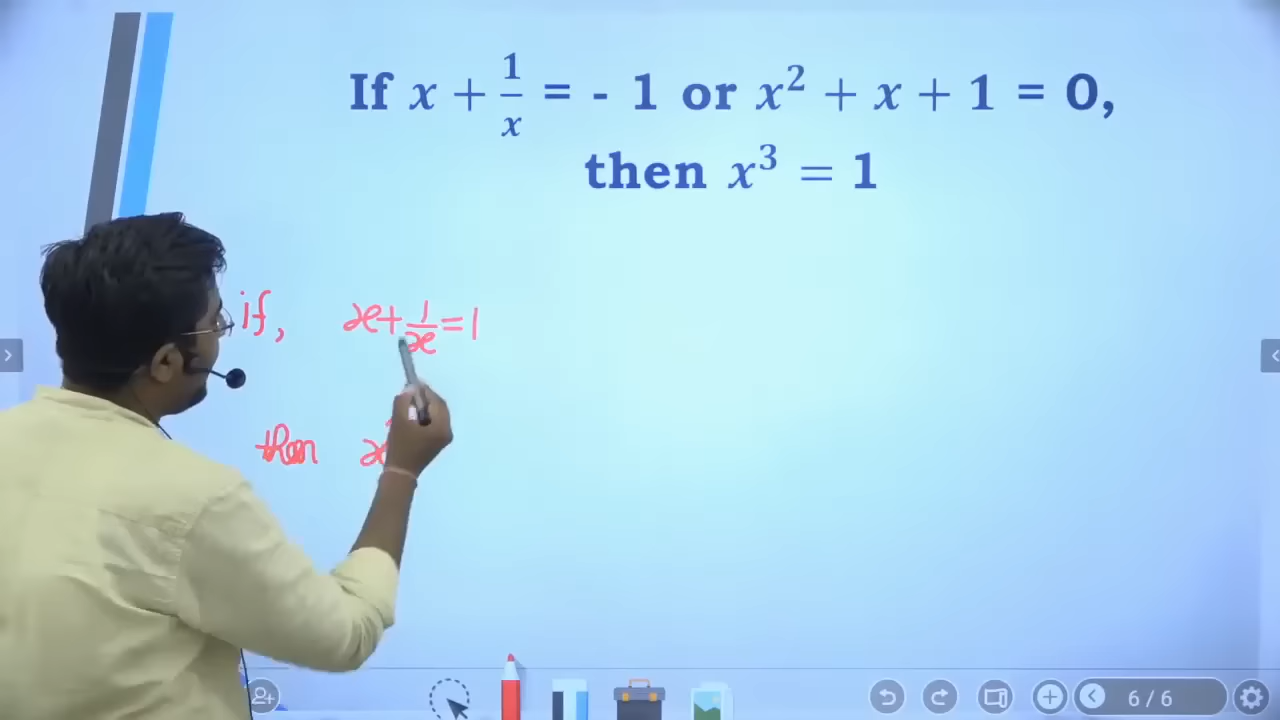 If x + 1/x = - 1 or x² + x + 1 = 0,
then x³ = 1
if, x+1/x=1
then x
6 / 6